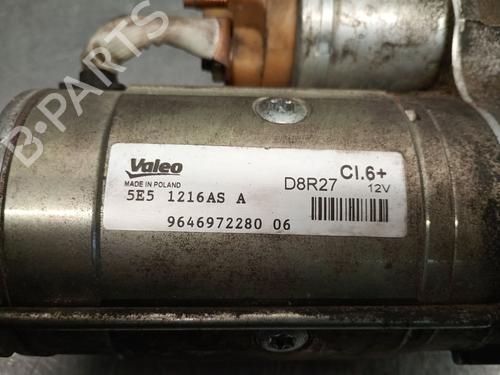 B-PARTS
Valeo
MADE IN POLAND
5E5 1216AS A
9646972280 06
D8R27
Cl.6+
12V